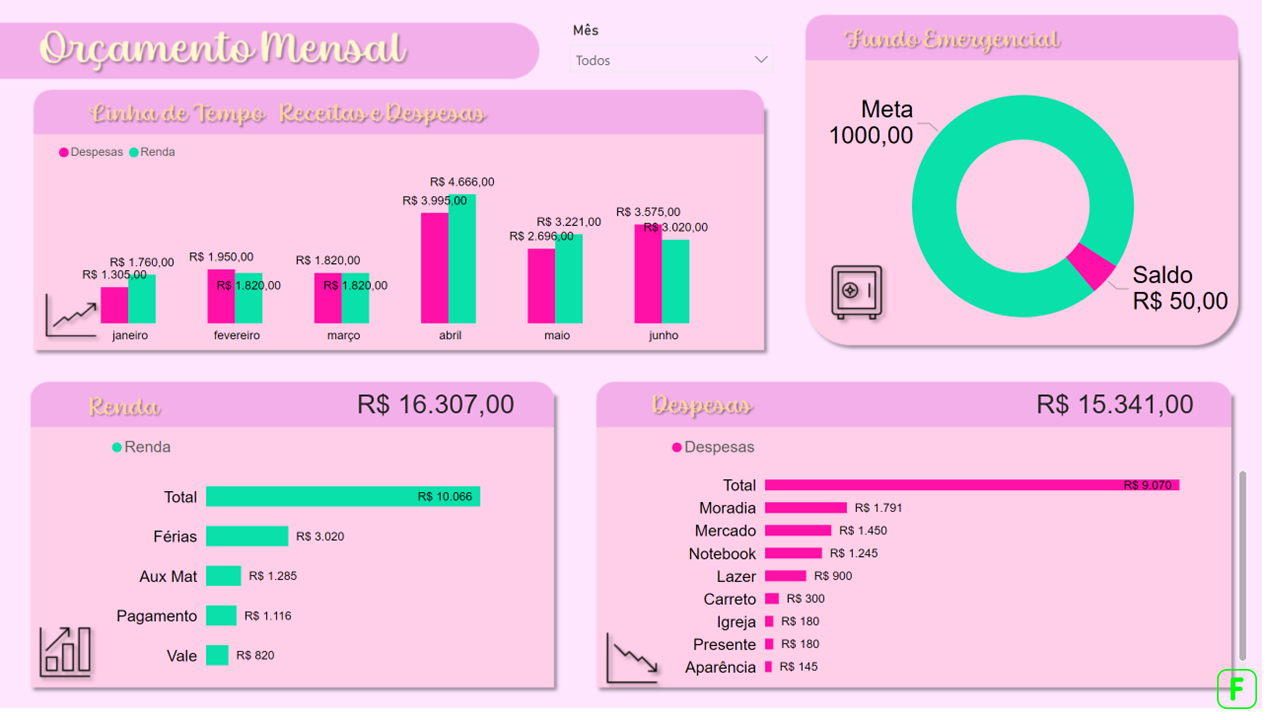 Orçamento Mensal
Mês
Todos
Fundo Emergencial
Meta
1000,00
Saldo
R$ 50,00
Linha de Tempo Receitas e Despesas
Despesas Renda
R$ 1.305,00
R$ 1.760,00
R$ 1.950,00
R$ 1.820,00
R$ 1.820,00
R$ 1.820,00
R$ 3.995,00
R$ 4.666,00
R$ 2.696,00
R$ 3.221,00
R$ 3.575,00
R$ 3.020,00
janeiro fevereiro março abril maio junho
Renda R$ 16.307,00
Renda
Total R$ 10.066
Férias R$ 3.020
Aux Mat R$ 1.285
Pagamento R$ 1.116
Vale R$ 820
Despesas R$ 15.341,00
Despesas
Total R$ 9.070
Moradia R$ 1.791
Mercado R$ 1.450
Notebook R$ 1.245
Lazer R$ 900
Carreto R$ 300
Igreja R$ 180
Presente R$ 180
Aparência R$ 145
F